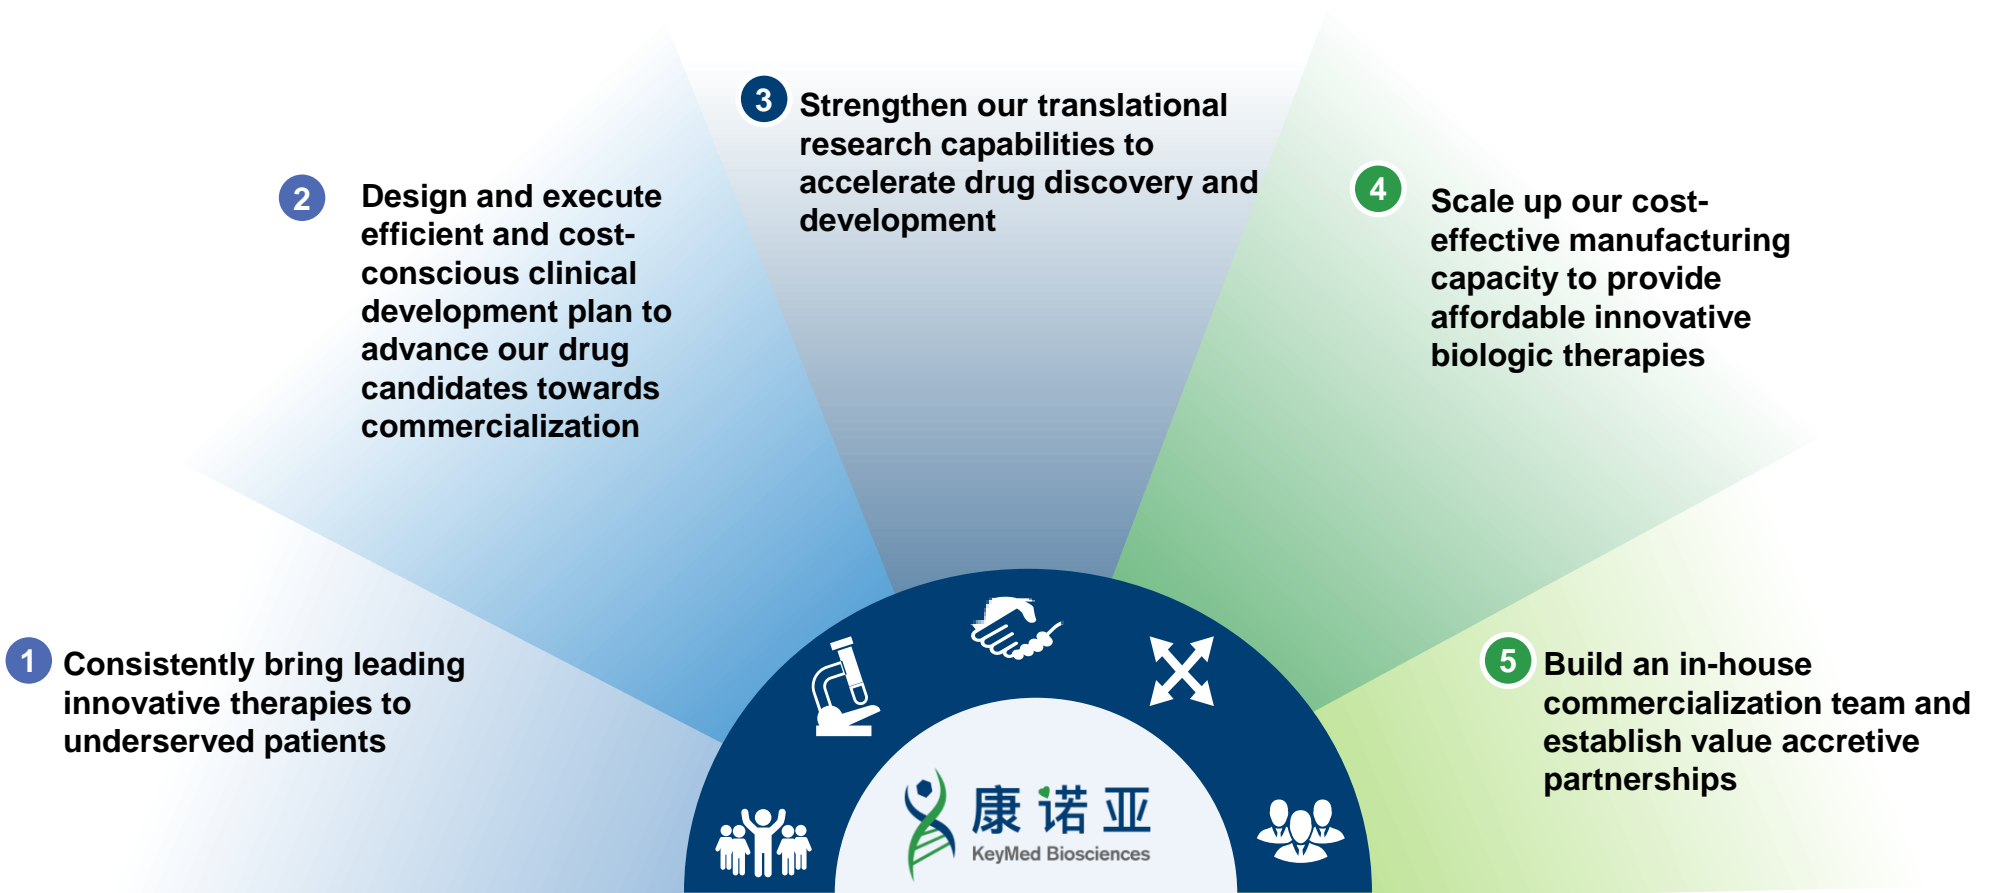 1
Consistently bring leading
innovative therapies to
underserved patients
2
Design and execute
efficient and cost-
conscious clinical
development plan to
advance our drug
candidates towards
commercialization
3
Strengthen our translational
research capabilities to
accelerate drug discovery and
development
4
Scale up our cost-
effective manufacturing
capacity to provide
affordable innovative
biologic therapies
5
Build an in-house
commercialization team and
establish value accretive
partnerships
康诺亚
KeyMed Biosciences